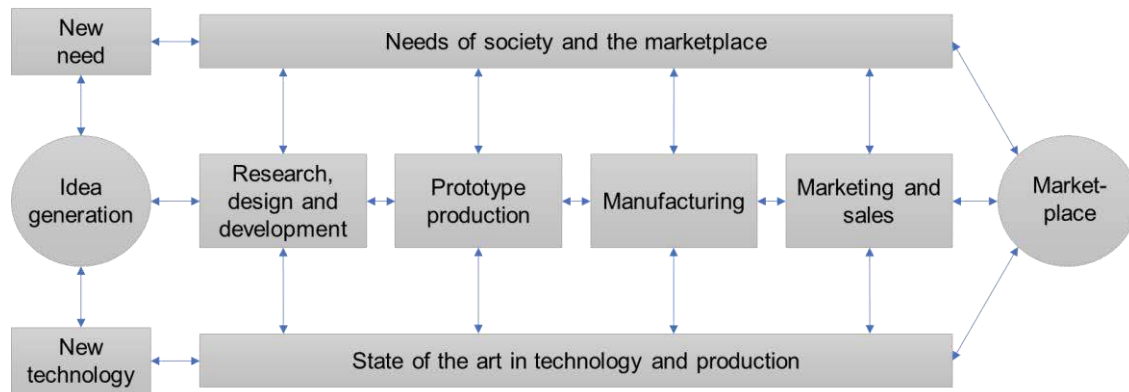 New
need
Needs of society and the marketplace
Idea
generation
Research,
design and
development
Prototype
production
Manufacturing
Marketing and
sales
Market-
place
New
technology
State of the art in technology and production